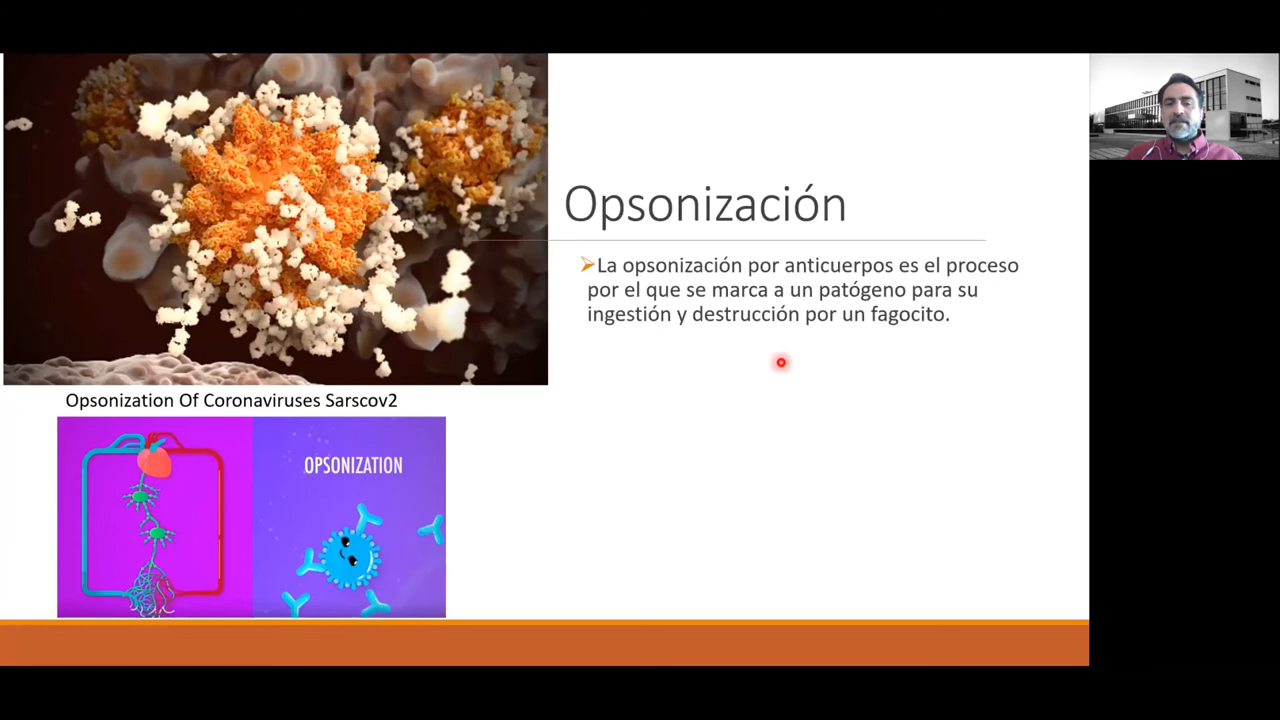 Opsonización
La opsonización por anticuerpos es el proceso
por el que se marca a un patógeno para su
ingestión y destrucción por un fagocito.
Opsonization Of Coronaviruses Sarscov2
OPSONIZATION